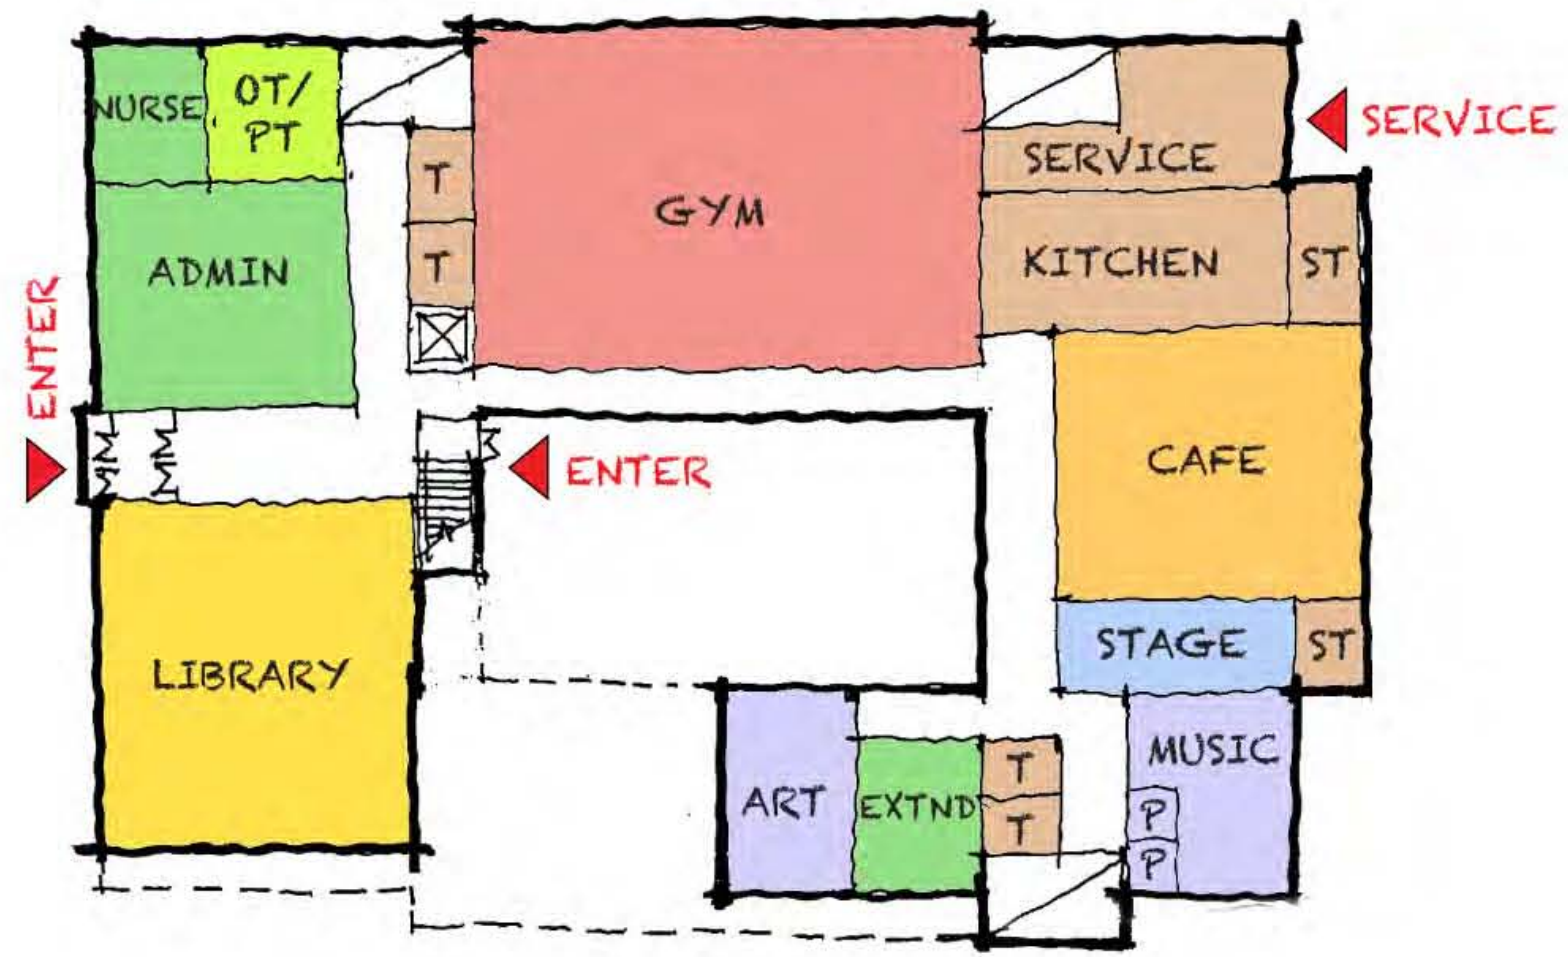 NURSE
OT/
PT
SERVICE
SERVICE
T
GYM
T
ADMIN
KITCHEN
ST
ENTER
CAFE
ENTER
LIBRARY
STAGE
ST
MUSIC
ART
EXTND
T
T
P
P